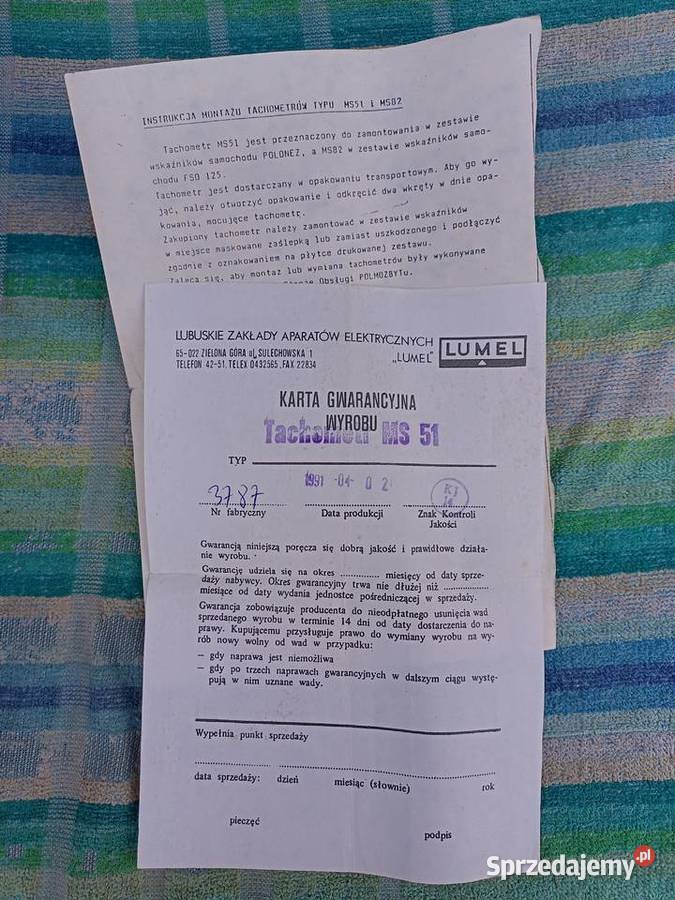 INSTRUKCJA MONTAŻU TACHOMETRÓW TYPU MS51 i MS82
Tachometr MS51 jest przeznaczony do zamontowania w zestawie
wskaźników samochodu POLONEZ, a MS82 w zestawie wskaźników samo-
chodu FSO 125.
Tachometr jest dostarczany w opakowaniu transportowym. Aby go wy-
jąć, należy otworzyć opakowanie i odkręcić dwa wkręty w dnie opa-
kowania, mocujące tachometr.
Zakupiony tachometr należy zamontować w zestawie wskaźników
w miejsce maskowane zaślepką lub zamiast uszkodzonego i podłączyć
zgodnie z oznakowaniem na płytce drukowanej zestawu.
Zaleca się, aby montaż lub wymiana tachometrów były wykonywane
Obsługi POLMOZBYTu.
LUBUSKIE ZAKŁADY APARATÓW ELEKTRYCZNYCH
„LUMEL”
LUMEL
65-022 ZIELONA GÓRA ul. SULECHOWSKA 1
TELEFON 42-51, TELEX 0432565, FAX 22834
KARTA GWARANCYJNA
WYROBU
Tachometr MS 51
TYP
3787
1991 -04- 0 2
KJ
Nr fabryczny
Data produkcji
Znak Kontroli
Jakości
Gwarancją niniejszą poręcza się dobrą jakość i prawidłowe działa-
nie wyrobu.
Gwarancję udziela się na okres .............. miesięcy od daty sprze-
daży nabywcy. Okres gwarancyjny trwa nie dłużej niż ..............
miesiące od daty wydania jednostce pośredniczącej w sprzedaży.
Gwarancja zobowiązuje producenta do nieodpłatnego usunięcia wad
sprzedanego wyrobu w terminie 14 dni od daty dostarczenia do na-
prawy. Kupującemu przysługuje prawo do wymiany wyrobu na wy-
rób nowy wolny od wad w przypadku:
— gdy naprawa jest niemożliwa
— gdy po trzech naprawach gwarancyjnych w dalszym ciągu wystę-
pują w nim uznane wady.
Wypełnia punkt sprzedaży
data sprzedaży: dzień miesiąc (słownie) rok
pieczęć
podpis
Sprzedajemy.pl